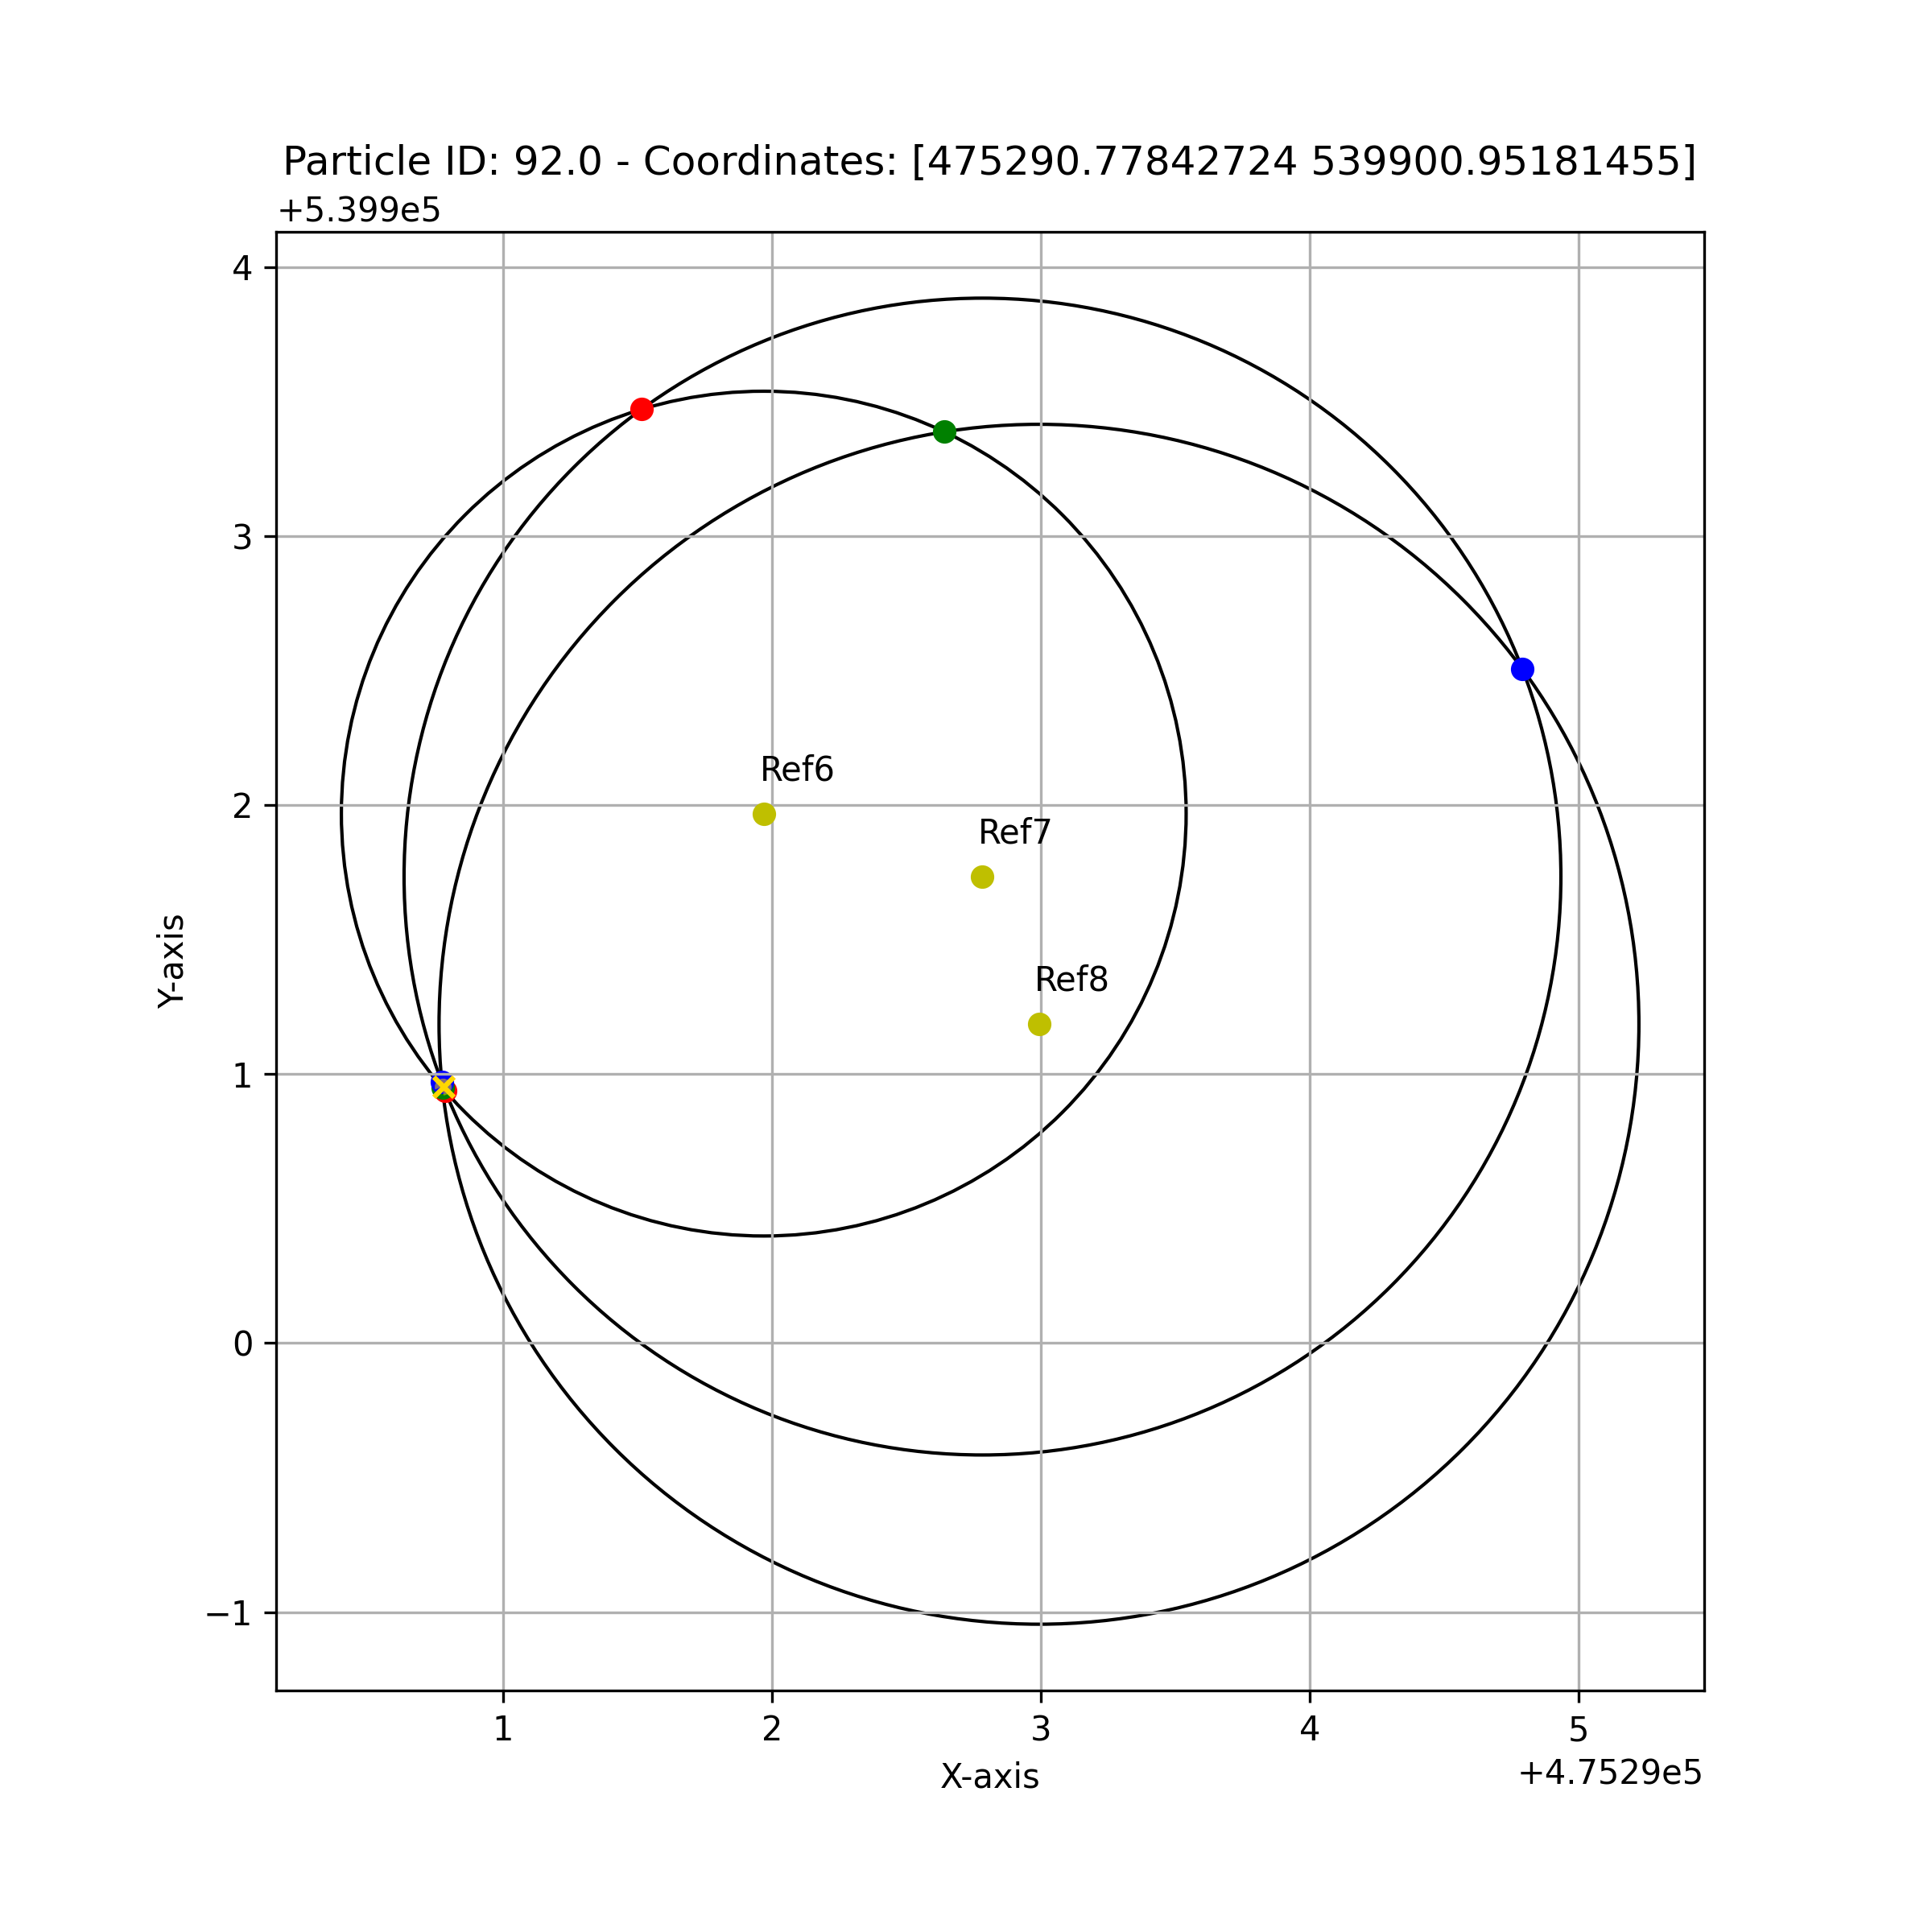 Particle ID: 92.0 - Coordinates: [475290.77842724 539900.95181455]
+5.399e5
4
3
2
1
0
−1
Y-axis
Ref6
Ref7
Ref8
1 2 3 4 5
X-axis
+4.7529e5